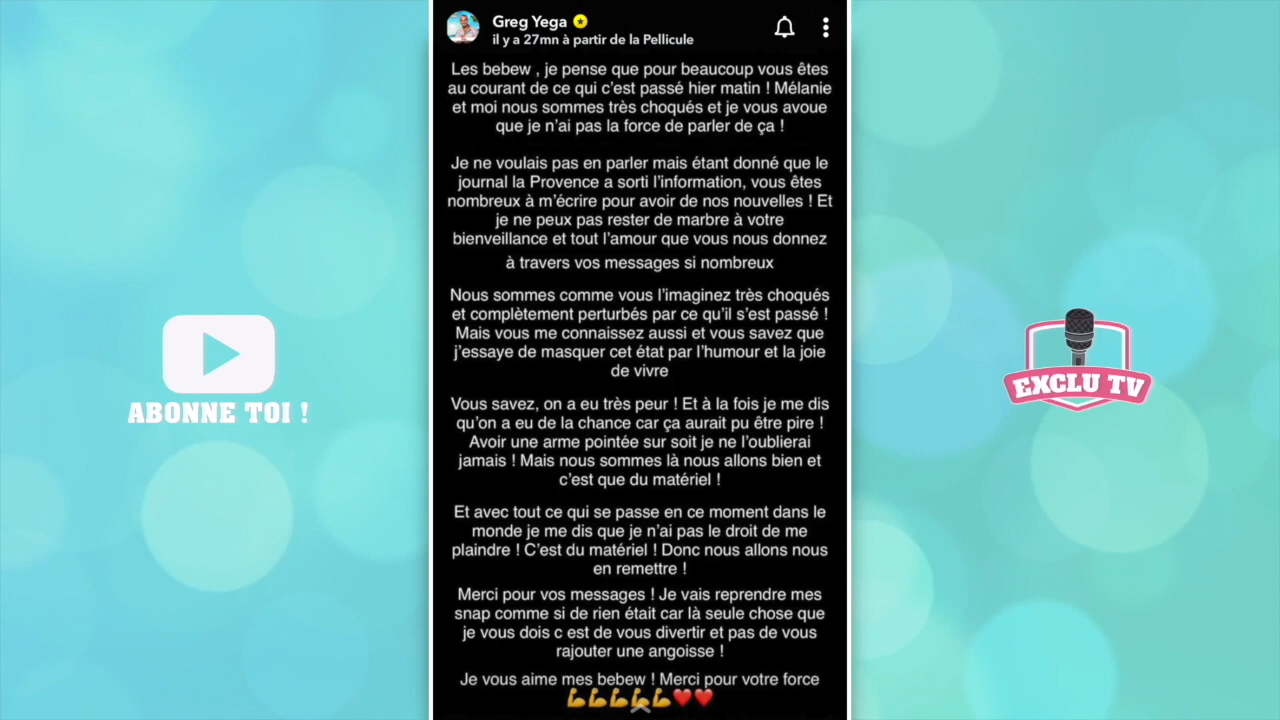 Greg Yega
il y a 27mn à partir de la Pellicule
Les bebew , je pense que pour beaucoup vous êtes
au courant de ce qui c’est passé hier matin ! Mélanie
et moi nous sommes très choqués et je vous avoue
que je n’ai pas la force de parler de ça !
Je ne voulais pas en parler mais étant donné que le
journal la Provence a sorti l’information, vous êtes
nombreux à m’écrire pour avoir de nos nouvelles ! Et
je ne peux pas rester de marbre à votre
bienveillance et tout l’amour que vous nous donnez
à travers vos messages si nombreux
Nous sommes comme vous l’imaginez très choqués
et complètement perturbés par ce qu’il s’est passé !
Mais vous me connaissez aussi et vous savez que
j’essaye de masquer cet état par l’humour et la joie
de vivre
Vous savez, on a eu très peur ! Et à la fois je me dis
qu’on a eu de la chance car ça aurait pu être pire !
Avoir une arme pointée sur soit je ne l’oublierai
jamais ! Mais nous sommes là nous allons bien et
c’est que du matériel !
Et avec tout ce qui se passe en ce moment dans le
monde je me dis que je n’ai pas le droit de me
plaindre ! C’est du matériel ! Donc nous allons nous
en remettre !
Merci pour vos messages ! Je vais reprendre mes
snap comme si de rien était car là seule chose que
je vous dois c est de vous divertir et pas de vous
rajouter une angoisse !
Je vous aime mes bebew ! Merci pour votre force
💪💪💪💪💪❤️❤️
ABONNE TOI !
EXCLU TV